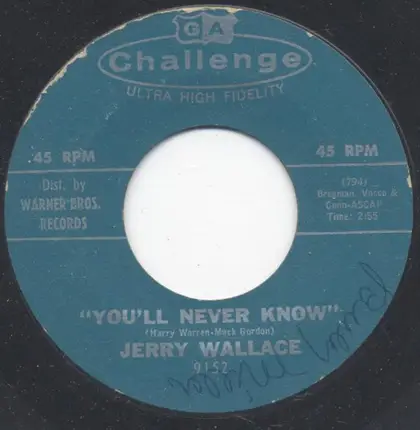 GA
Challenge
ULTRA HIGH FIDELITY
45 RPM
45 RPM
Dist. by
WARNER BROS.
RECORDS
(794)
Bregman, Vocco &
Conn-ASCAP
Time: 2:55
"YOU'LL NEVER KNOW"
(Harry Warren-Mack Gordon)
JERRY WALLACE
9152